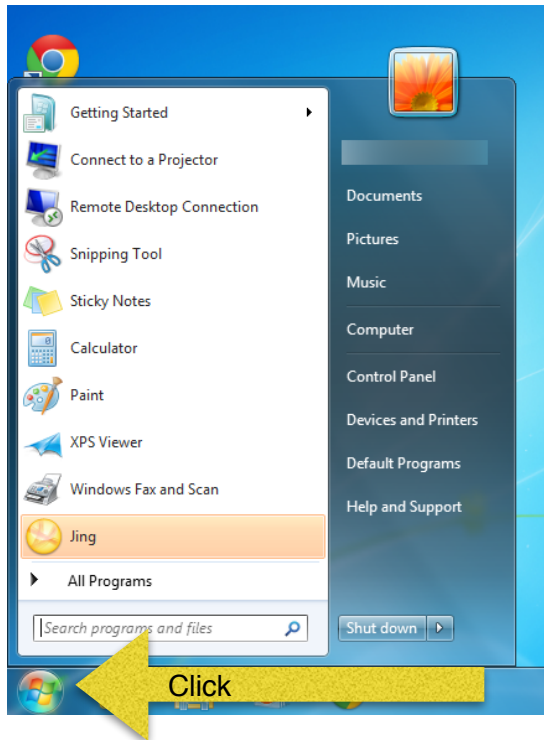 Getting Started
Connect to a Projector
Remote Desktop Connection
Snipping Tool
Sticky Notes
Calculator
Paint
XPS Viewer
Windows Fax and Scan
Jing
All Programs
Search programs and files
Documents
Pictures
Music
Computer
Control Panel
Devices and Printers
Default Programs
Help and Support
Shut down
Click